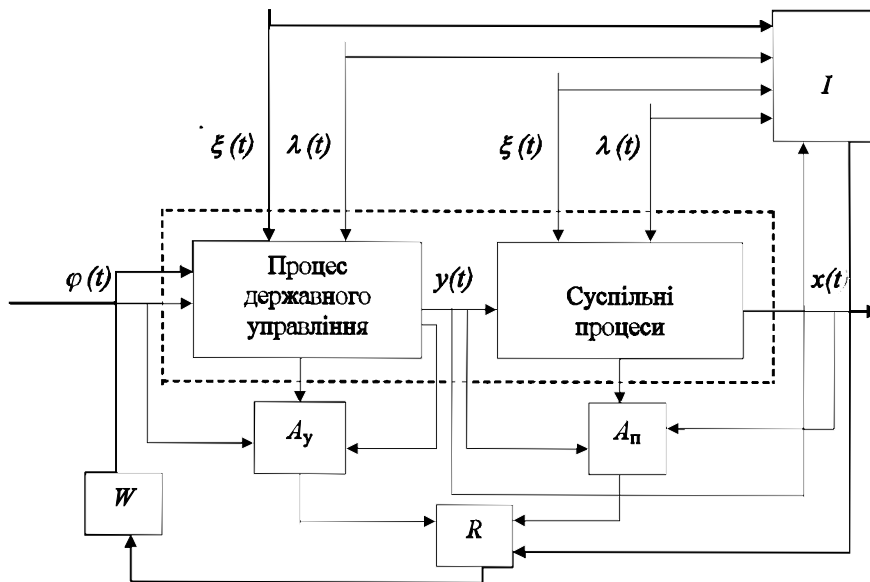 I
ξ (t)
λ (t)
ξ (t)
λ (t)
φ (t)
Процес
державного
управління
y(t)
Суспільні
процеси
x(t)
Aу
Aп
W
R